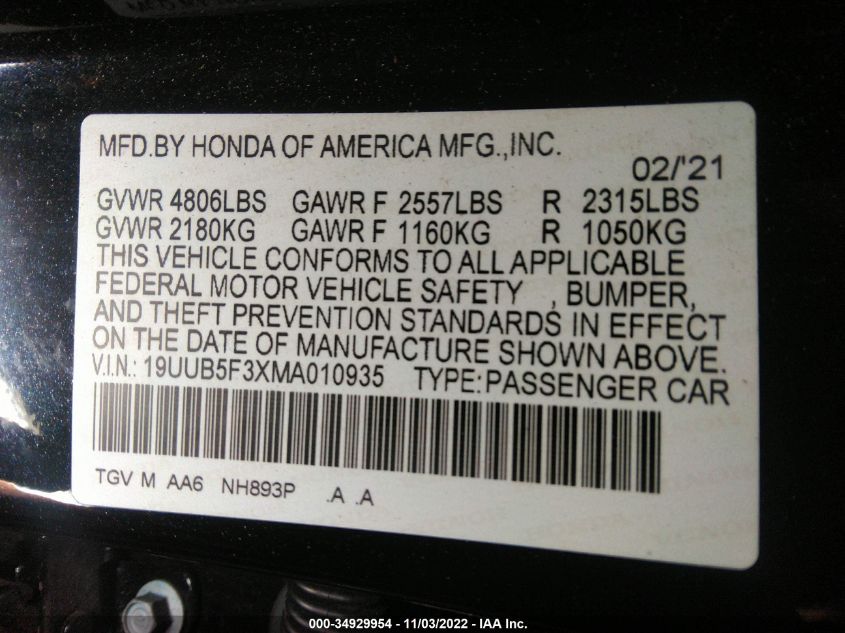 MFD.BY HONDA OF AMERICA MFG.,INC.
02/'21
GVWR 4806LBS GAWR F 2557LBS R 2315LBS
GVWR 2180KG GAWR F 1160KG R 1050KG
THIS VEHICLE CONFORMS TO ALL APPLICABLE
FEDERAL MOTOR VEHICLE SAFETY , BUMPER,
AND THEFT PREVENTION STANDARDS IN EFFECT
ON THE DATE OF MANUFACTURE SHOWN ABOVE.
V.I.N.: 19UUB5F3XMA010935 TYPE:PASSENGER CAR
TGV M AA6 NH893P .A .A
000-34929954 - 11/03/2022 - IAA Inc.